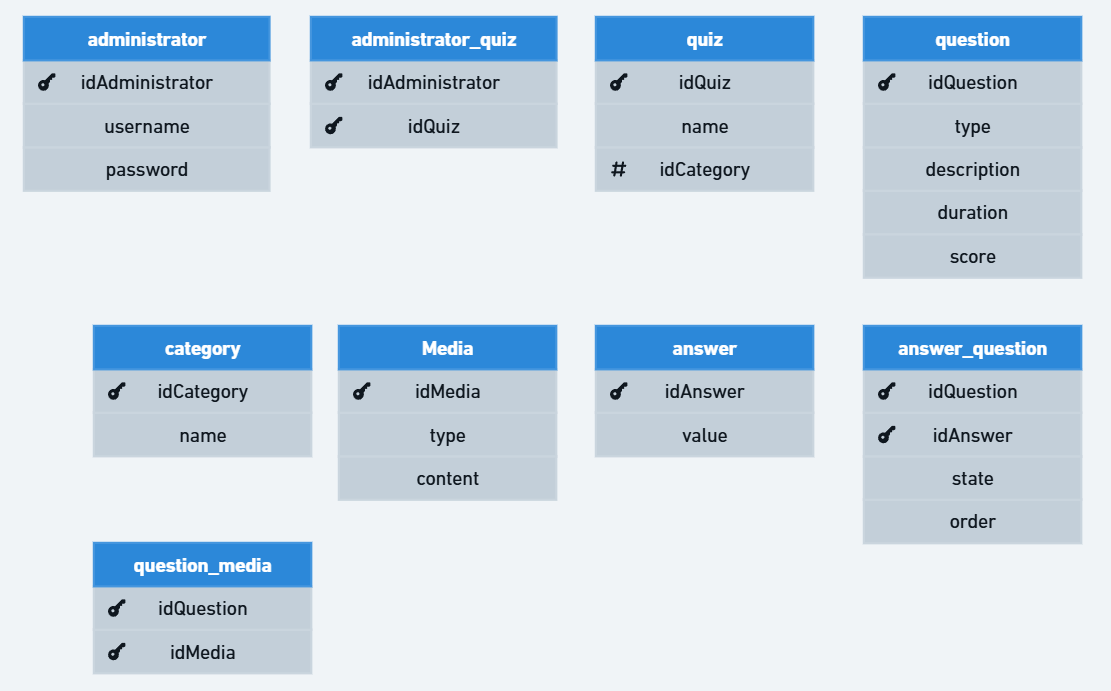 administrator
idAdministrator
username
password
administrator_quiz
idAdministrator
idQuiz
quiz
idQuiz
name
# idCategory
question
idQuestion
type
description
duration
score
category
idCategory
name
Media
idMedia
type
content
answer
idAnswer
value
answer_question
idQuestion
idAnswer
state
order
question_media
idQuestion
idMedia